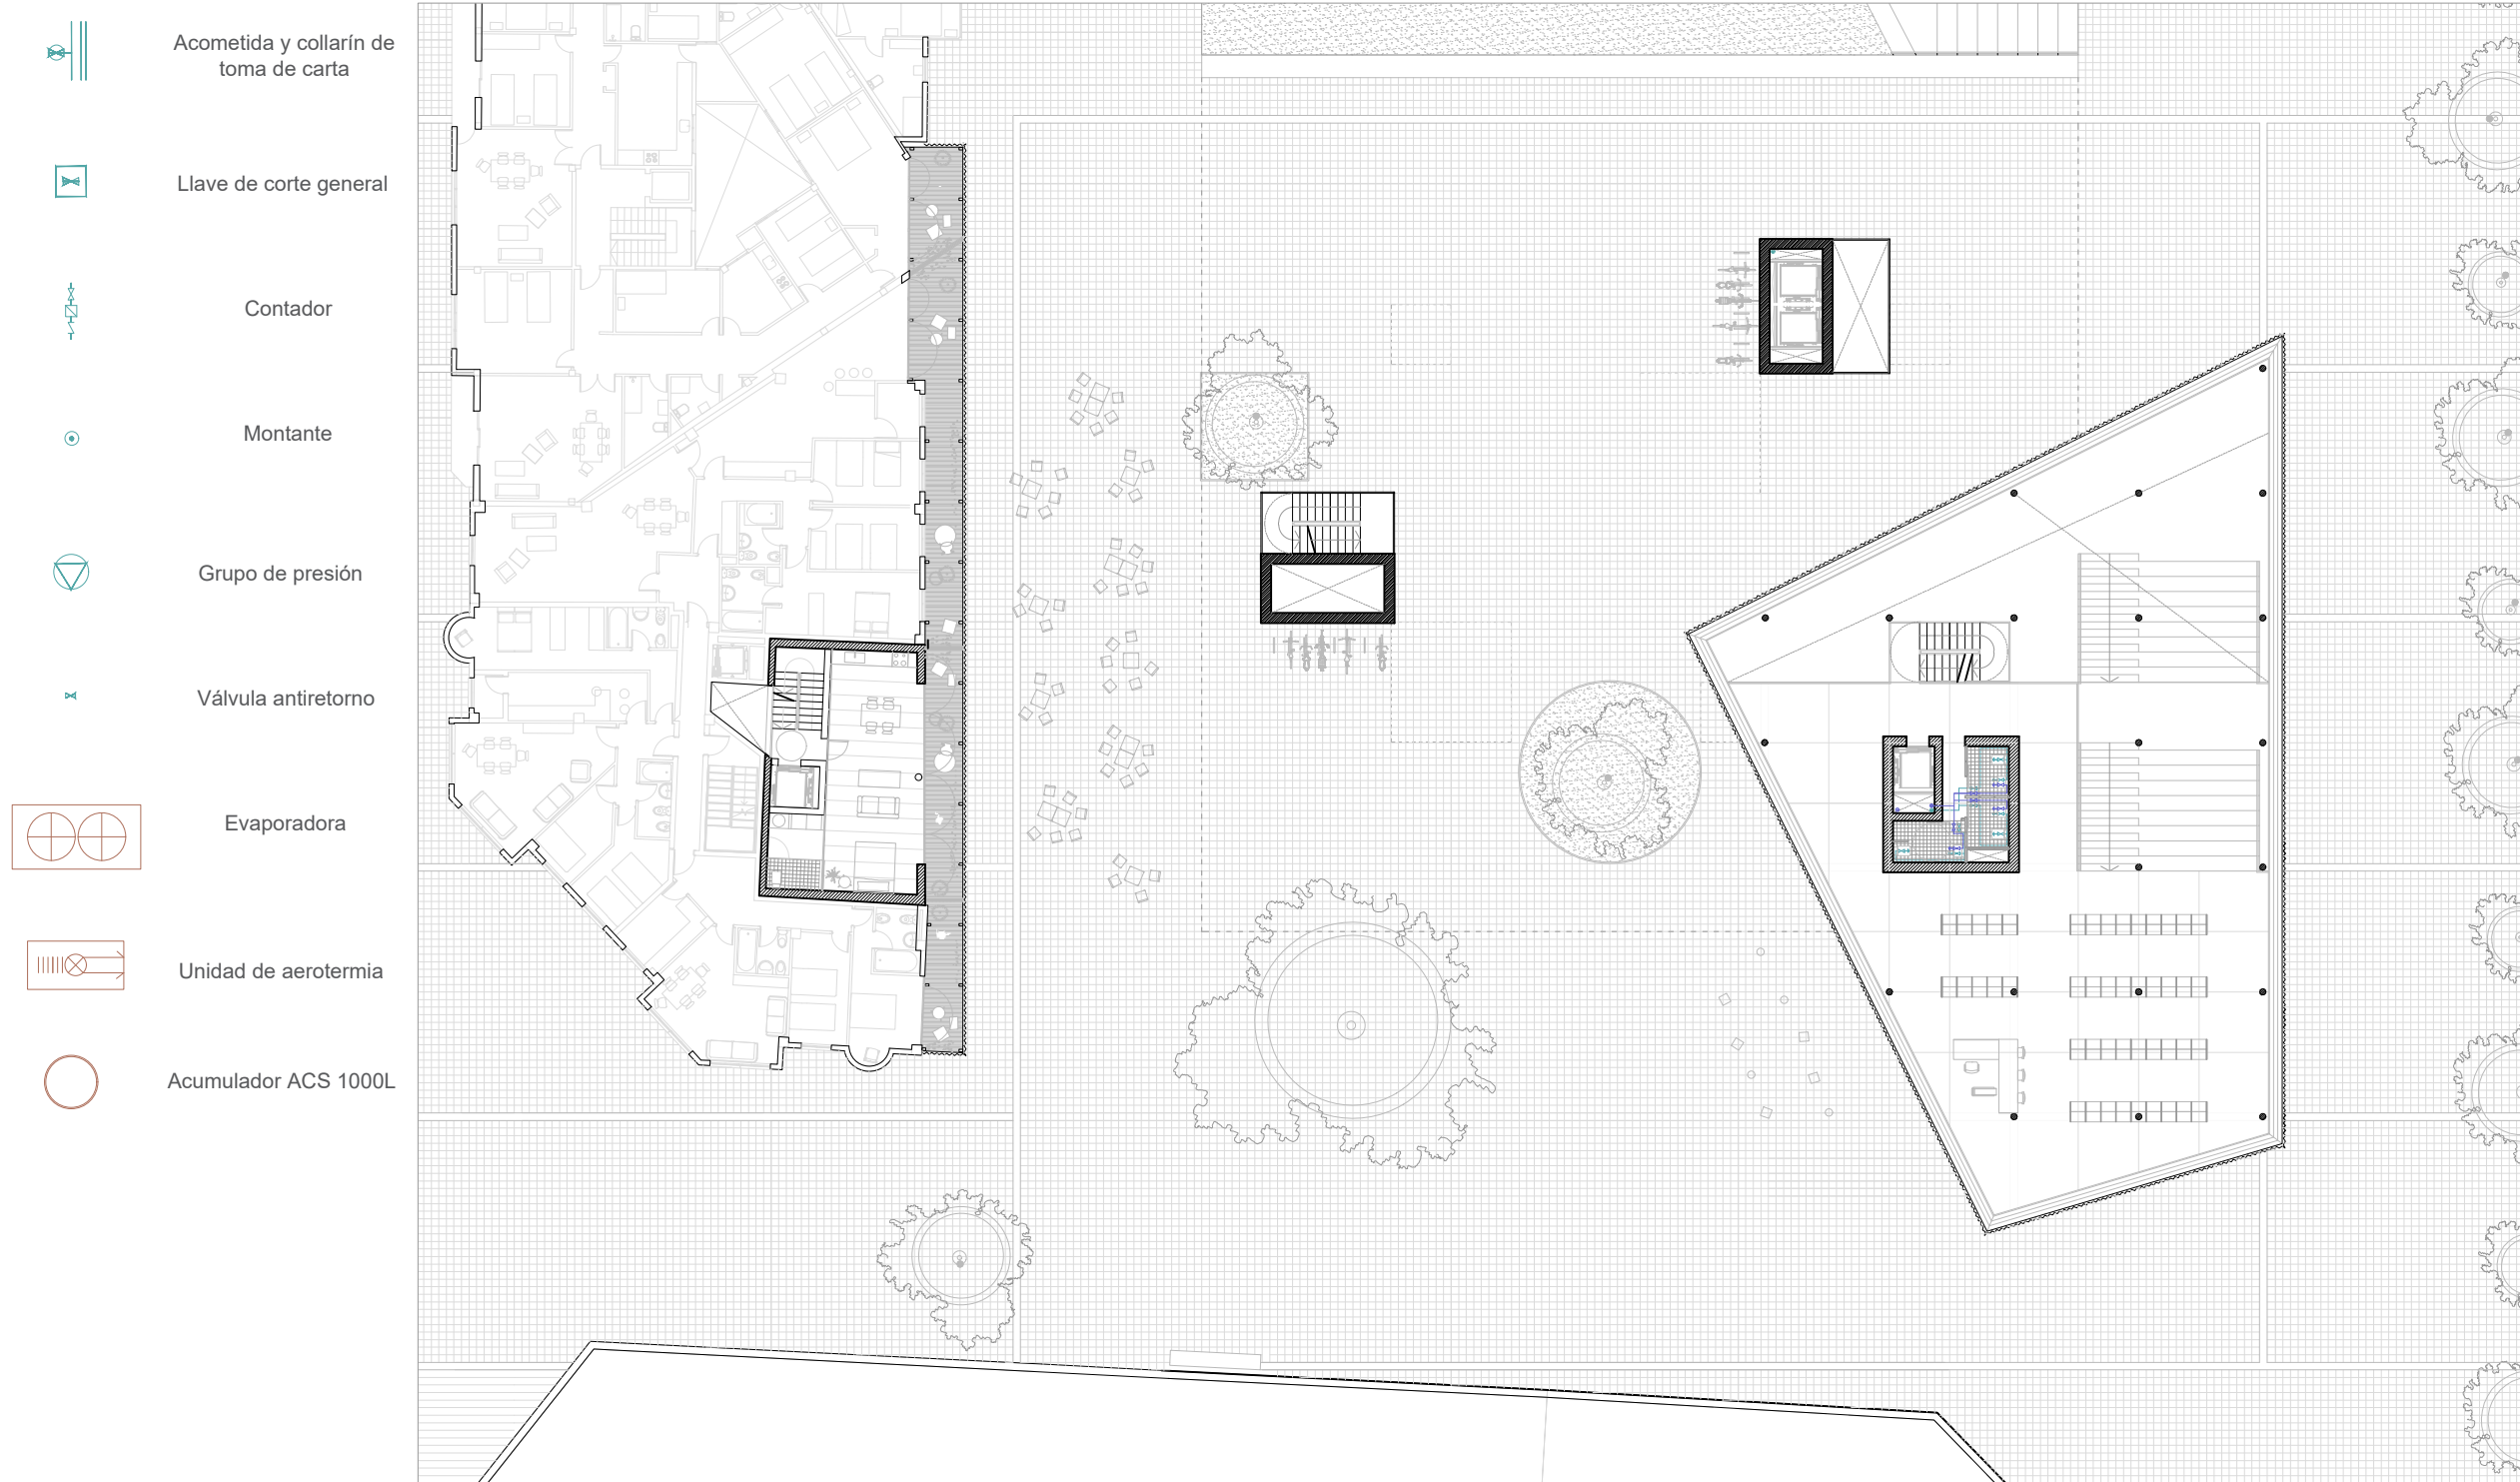 Acometida y collarín de
toma de carta
Llave de corte general
Contador
Montante
Grupo de presión
Válvula antiretorno
Evaporadora
Unidad de aerotermia
Acumulador ACS 1000L